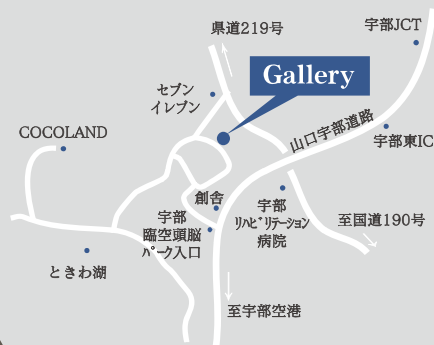 県道219号
宇部JCT
Gallery
セブン
イレブン
山口宇部道路
COCOLAND
宇部東IC
創舎
宇部
臨空頭脳
パーク入口
宇部
リハビリテーション
病院
至国道190号
ときわ湖
至宇部空港